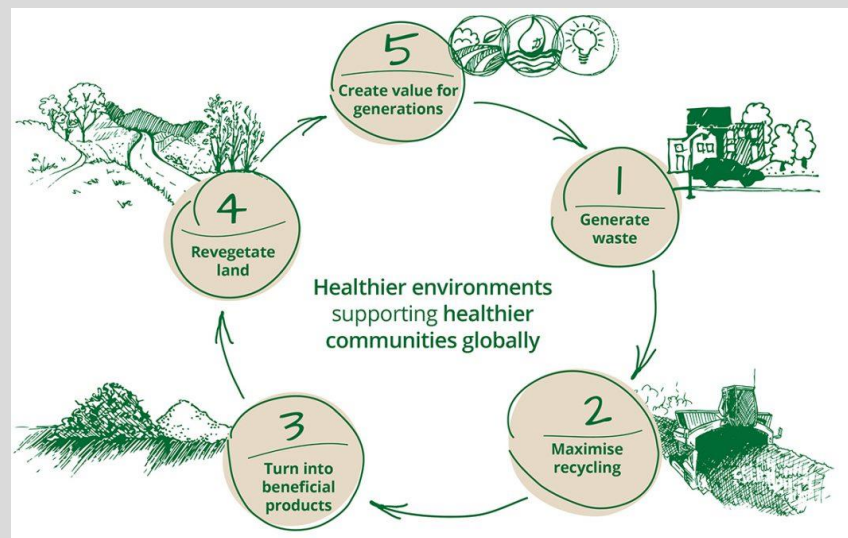 5
Create value for
generations
1
Generate
waste
2
Maximise
recycling
3
Turn into
beneficial
products
4
Revegetate
land
Healthier environments
supporting healthier
communities globally